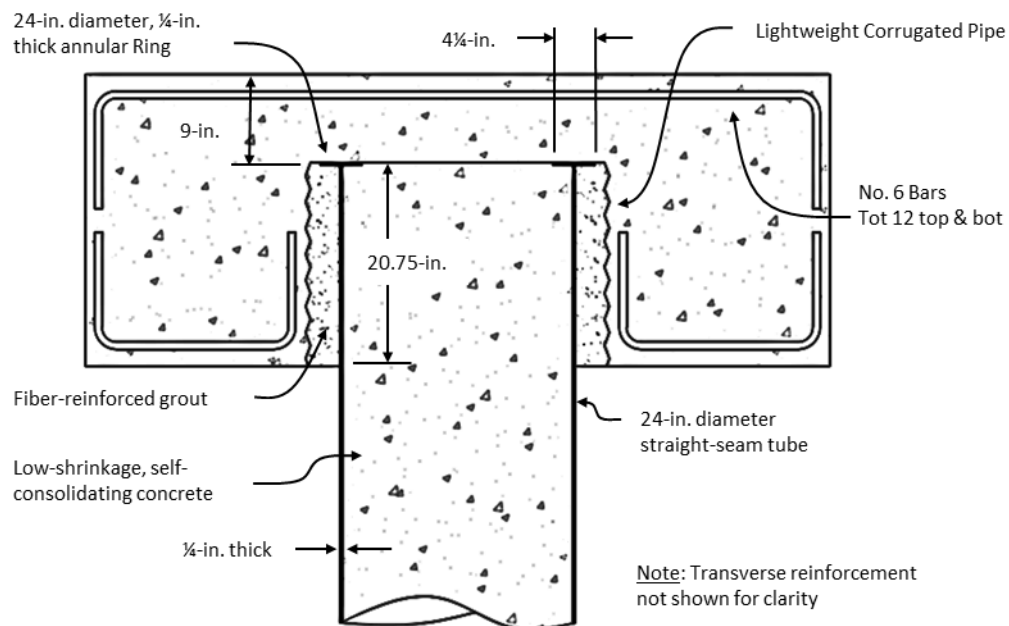 24-in. diameter, ¼-in.
thick annular Ring
4¼-in.
Lightweight Corrugated Pipe
9-in.
No. 6 Bars
Tot 12 top & bot
20.75-in.
Fiber-reinforced grout
24-in. diameter
straight-seam tube
Low-shrinkage, self-
consolidating concrete
¼-in. thick
Note: Transverse reinforcement
not shown for clarity